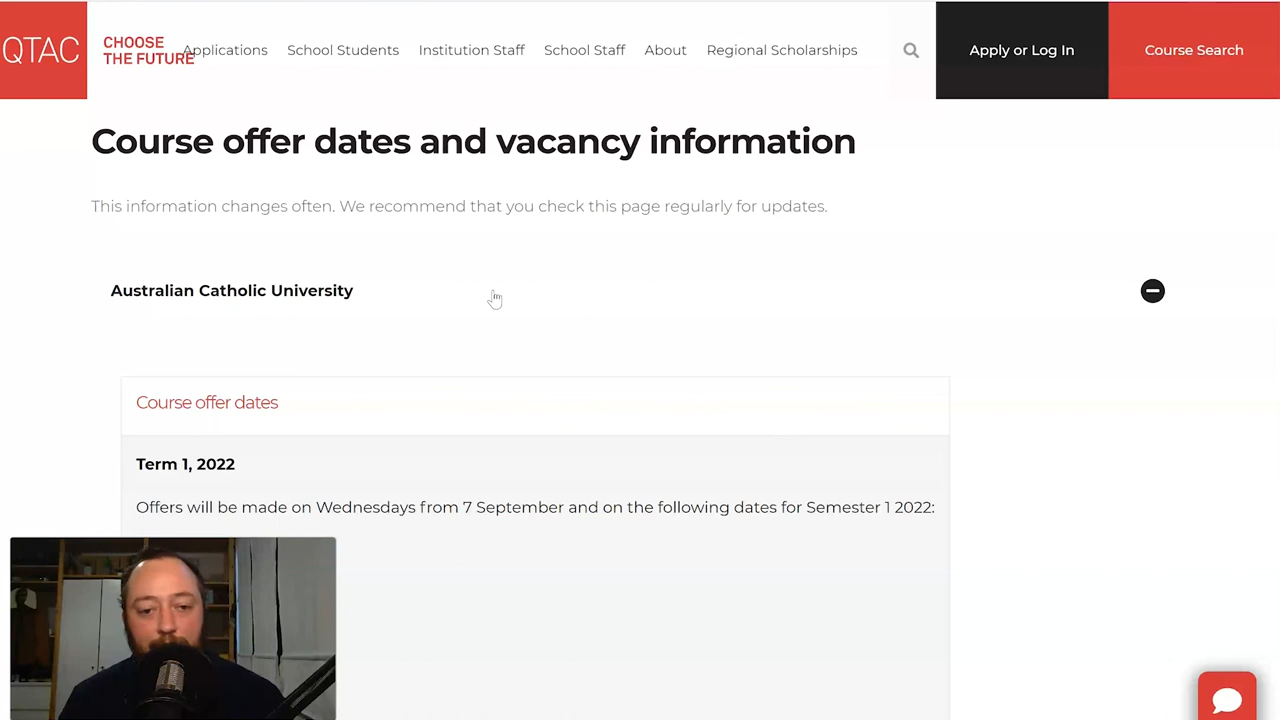 QTAC
CHOOSE
THE FUTURE
Applications
School Students
Institution Staff
School Staff
About
Regional Scholarships
Apply or Log In
Course Search
Course offer dates and vacancy information
This information changes often. We recommend that you check this page regularly for updates.
Australian Catholic University
Course offer dates
Term 1, 2022
Offers will be made on Wednesdays from 7 September and on the following dates for Semester 1 2022: